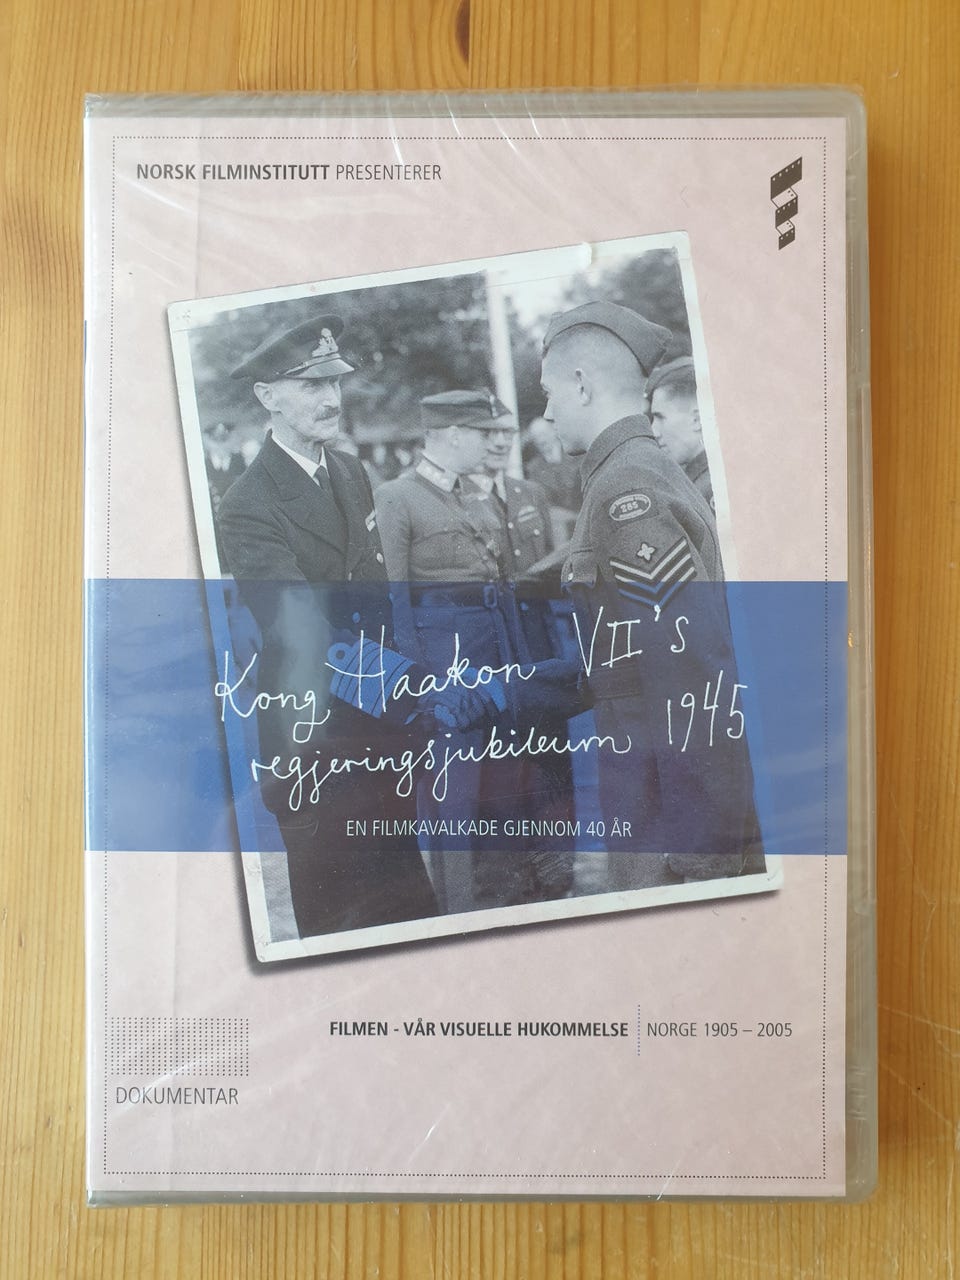 NORSK FILMINSTITUTT PRESENTERER
285
Kong Haakon VII's
regjeringsjubileum 1945
EN FILMKAVALKADE GJENNOM 40 ÅR
FILMEN - VÅR VISUELLE HUKOMMELSE NORGE 1905 – 2005
DOKUMENTAR